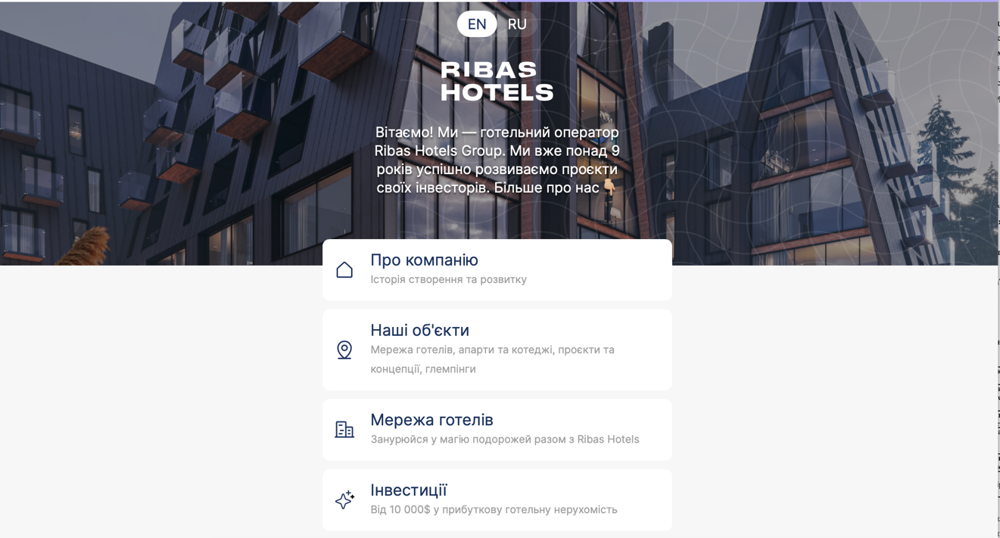 EN RU
RIBAS
HOTELS
Вітаємо! Ми — готельний оператор
Ribas Hotels Group. Ми вже понад 9
років успішно розвиваємо проєкти
своїх інвесторів. Більше про нас 👇🏼
Про компанію
Історія створення та розвитку
Наші об'єкти
Мережа готелів, апарти та котеджі, проєкти та
концепції, глемпінги
Мережа готелів
Занурюйся у магію подорожей разом з Ribas Hotels
Інвестиції
Від 10 000$ у прибуткову готельну нерухомість